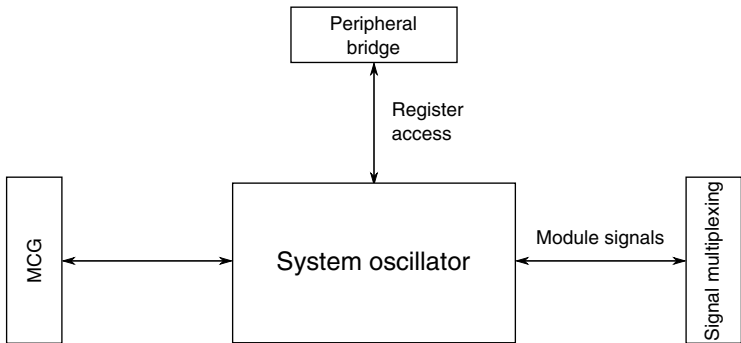 Peripheral
bridge
Register
access
MCG
System oscillator
Module signals
Signal multiplexing